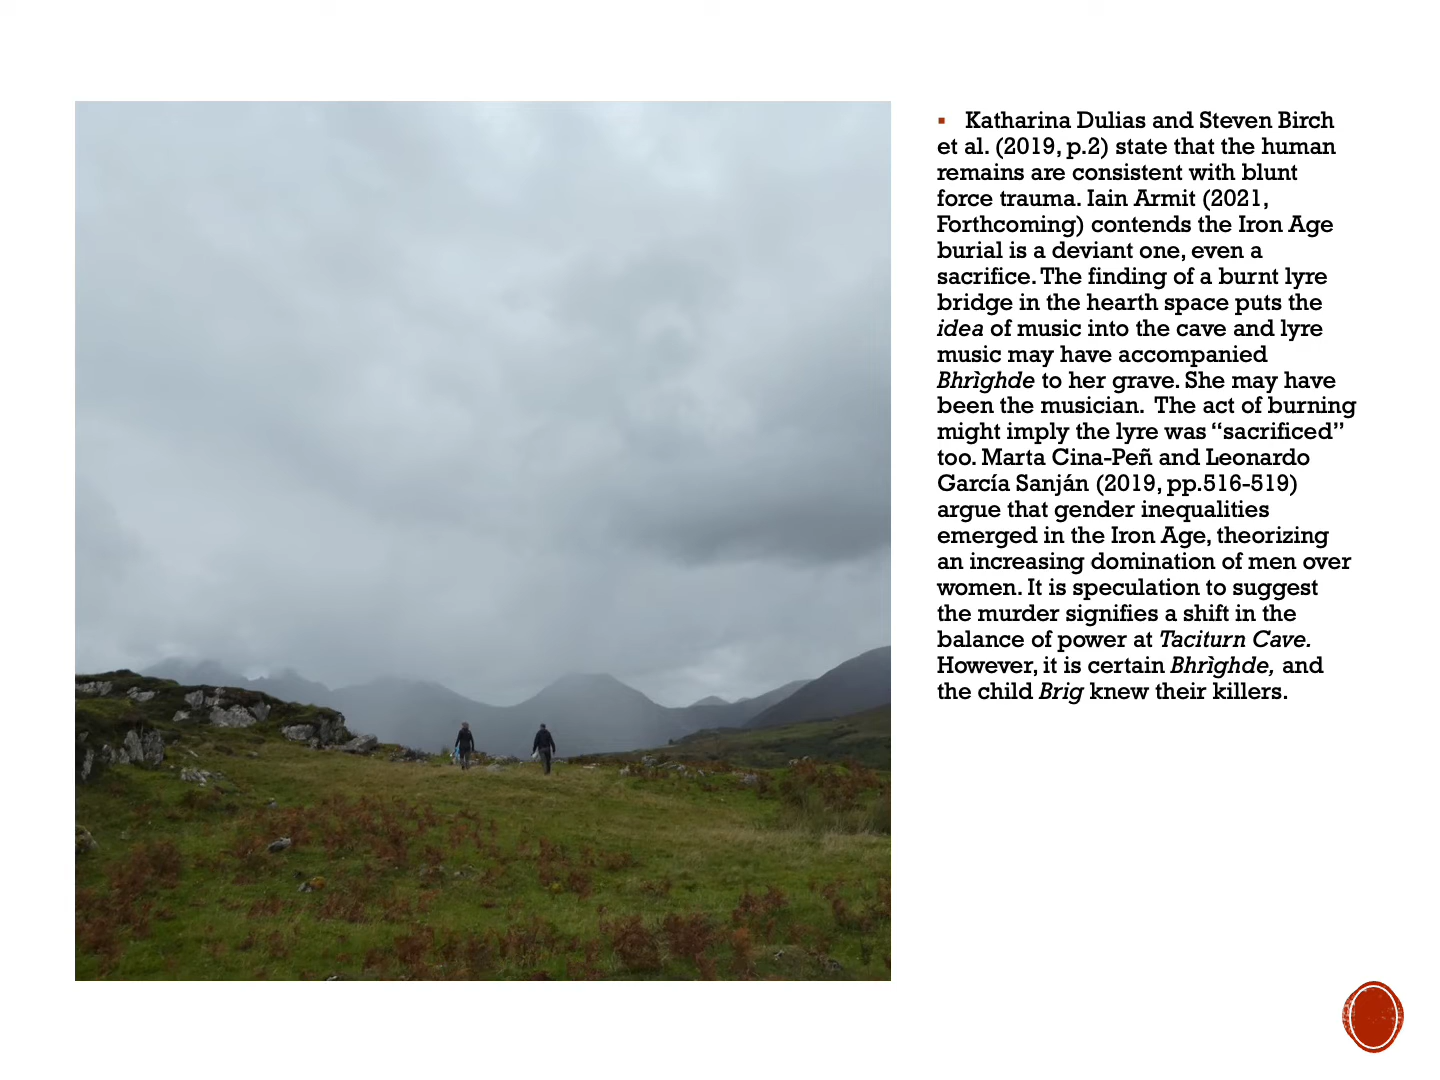 ▪ Katharina Dulias and Steven Birch
et al. (2019, p.2) state that the human
remains are consistent with blunt
force trauma. Iain Armit (2021,
Forthcoming) contends the Iron Age
burial is a deviant one, even a
sacrifice. The finding of a burnt lyre
bridge in the hearth space puts the
idea of music into the cave and lyre
music may have accompanied
Bhrìghde to her grave. She may have
been the musician.  The act of burning
might imply the lyre was “sacrificed”
too. Marta Cina-Peñ and Leonardo
García Sanján (2019, pp.516-519)
argue that gender inequalities
emerged in the Iron Age, theorizing
an increasing domination of men over
women. It is speculation to suggest
the murder signifies a shift in the
balance of power at Taciturn Cave.
However, it is certain Bhrìghde, and
the child Brig knew their killers.